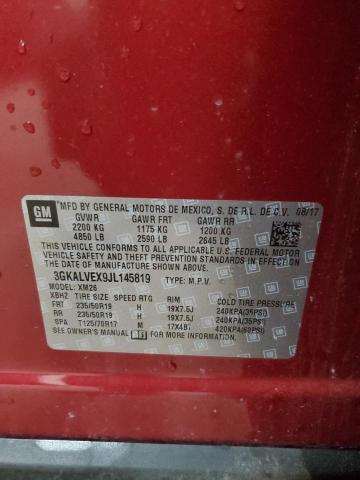 GM
MFD BY GENERAL MOTORS DE MEXICO, S. DE R.L. DE C.V. 08/17
GVWR GAWR FRT GAWR RR
2200 KG 1175 KG 1200 KG
4850 LB 2590 LB 2645 LB
THIS VEHICLE CONFORMS TO ALL APPLICABLE U.S. FEDERAL MOTOR
VEHICLE SAFETY, BUMPER, AND THEFT PREVENTION STANDARDS IN
EFFECT ON THE DATE OF MANUFACTURE SHOWN ABOVE.
3GKALVEX9JL145819 TYPE: M.P.V.
MODEL: XM26
XBHZ TIRE SIZE SPEED RTG RIM COLD TIRE PRESSURE
FRT 235/50R19 H 19X7.5J 240KPA(35PSI)
RR 235/50R19 H 19X7.5J 240KPA(35PSI)
SPA T125/70R17 M 17X4B 420KPA(60PSI)
SEE OWNER'S MANUAL FOR ADDITIONAL INFORMATION.